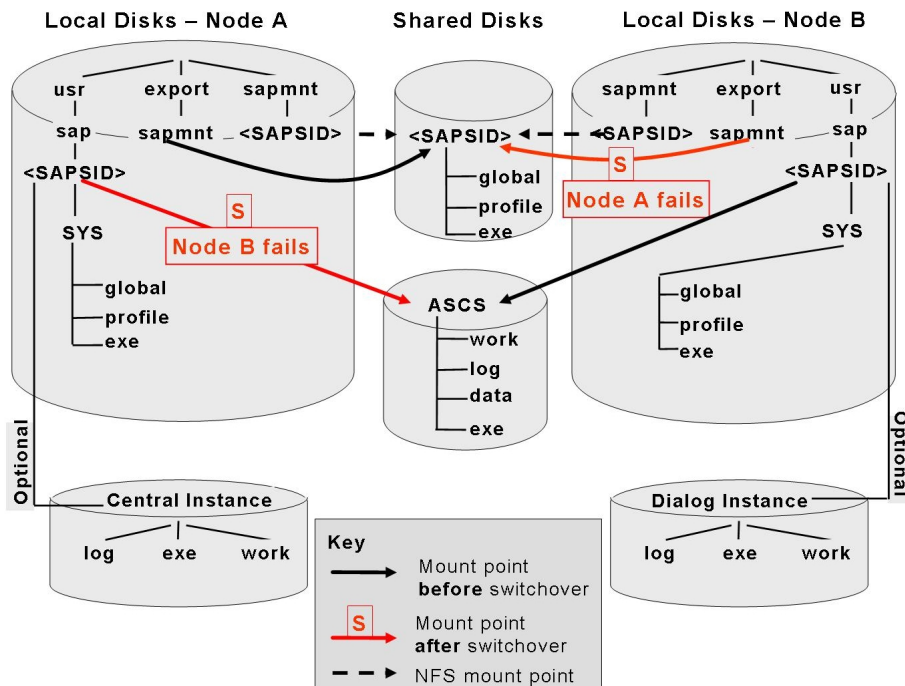 Local Disks – Node A
Shared Disks
Local Disks – Node B
usr
export
sapmnt
sap
sapmnt
<SAPSID>
<SAPSID>
SYS
global
profile
exe
S
Node B fails
<SAPSID>
global
profile
exe
ASCS
work
log
data
exe
sapmnt
export
usr
<SAPSID>
sapmnt
sap
<SAPSID>
SYS
global
profile
exe
S
Node A fails
Optional
Central Instance
log
exe
work
Optional
Dialog Instance
log
exe
work
Key
Mount point
before switchover
S
Mount point
after switchover
NFS mount point